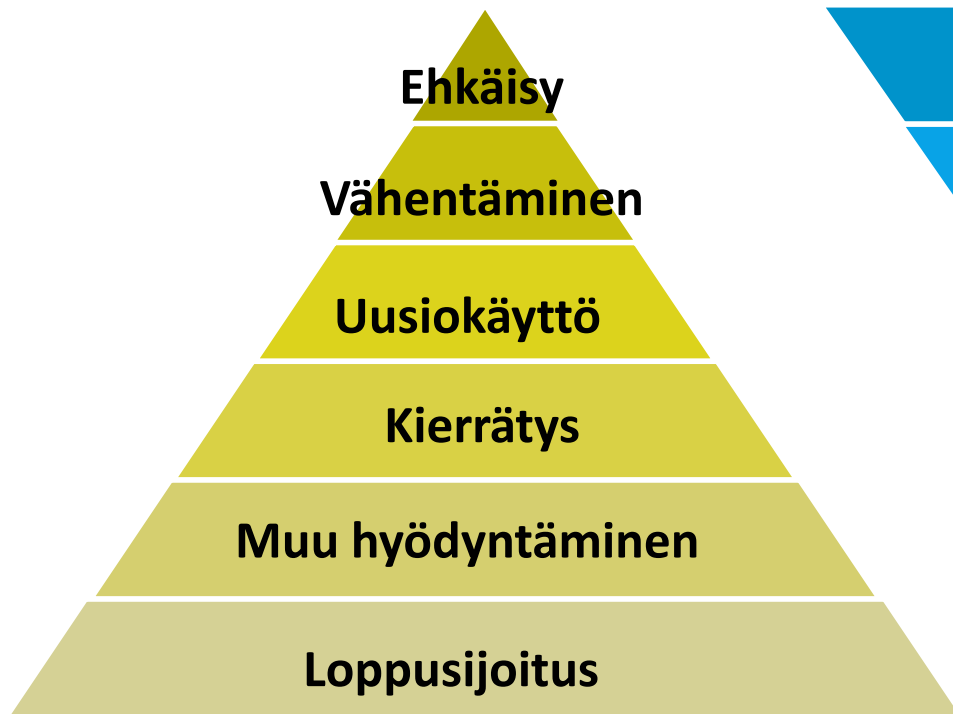 Ehkäisy
Vähentäminen
Uusiokäyttö
Kierrätys
Muu hyödyntäminen
Loppusijoitus